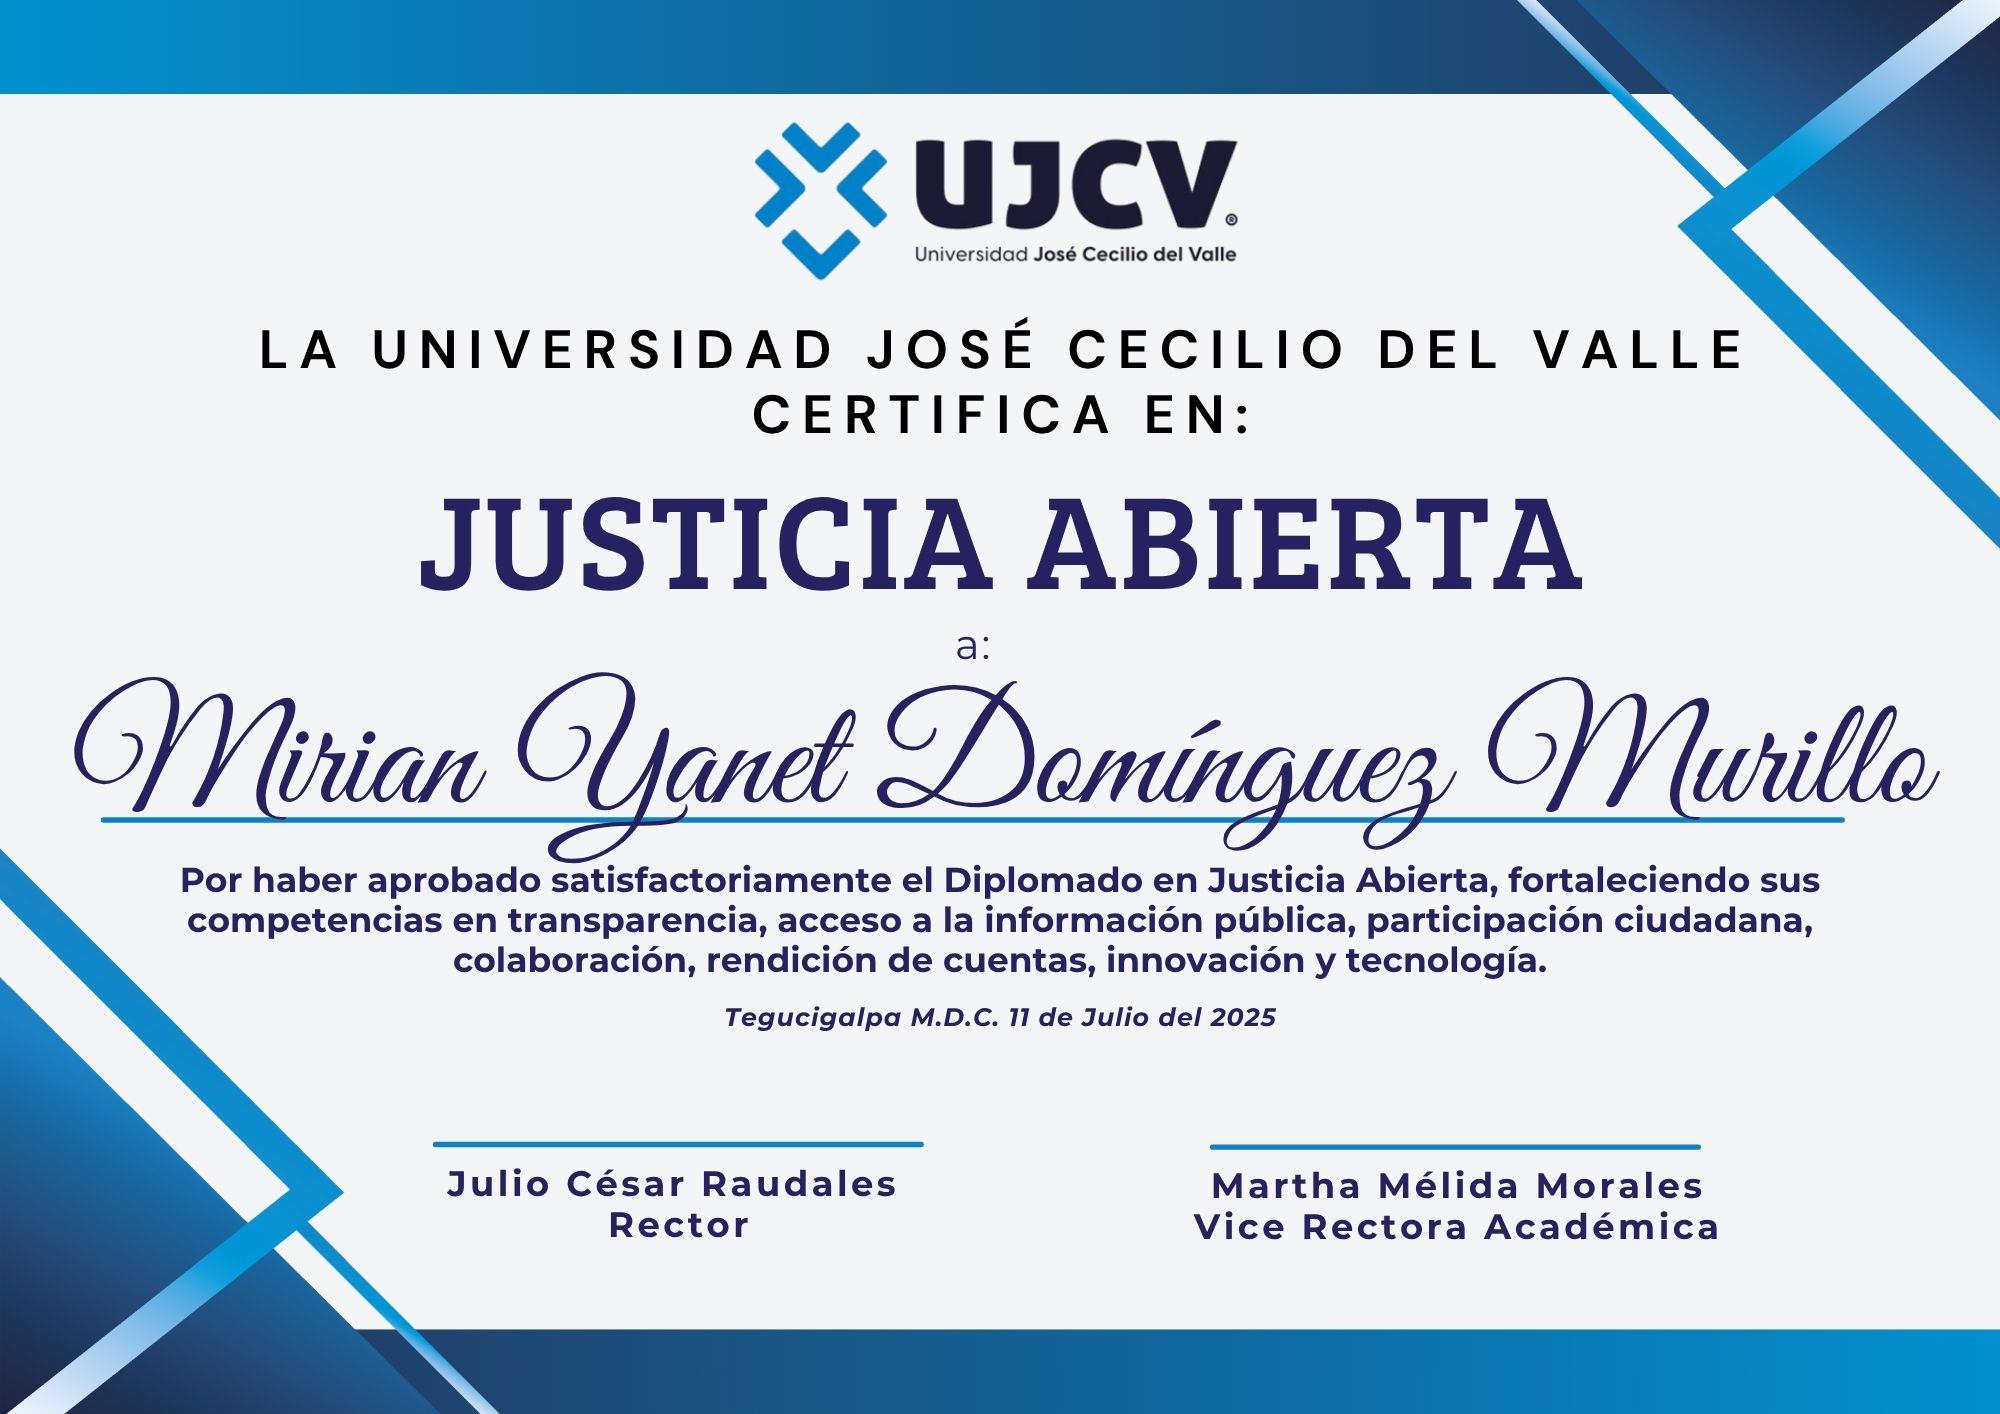 UJCV®
Universidad José Cecilio del Valle
LA UNIVERSIDAD JOSÉ CECILIO DEL VALLE
CERTIFICA EN:
JUSTICIA ABIERTA
a:
Mirian Yanet Domínguez Murillo
Por haber aprobado satisfactoriamente el Diplomado en Justicia Abierta, fortaleciendo sus
competencias en transparencia, acceso a la información pública, participación ciudadana,
colaboración, rendición de cuentas, innovación y tecnología.
Tegucigalpa M.D.C. 11 de Julio del 2025
Julio César Raudales
Rector
Martha Mélida Morales
Vice Rectora Académica